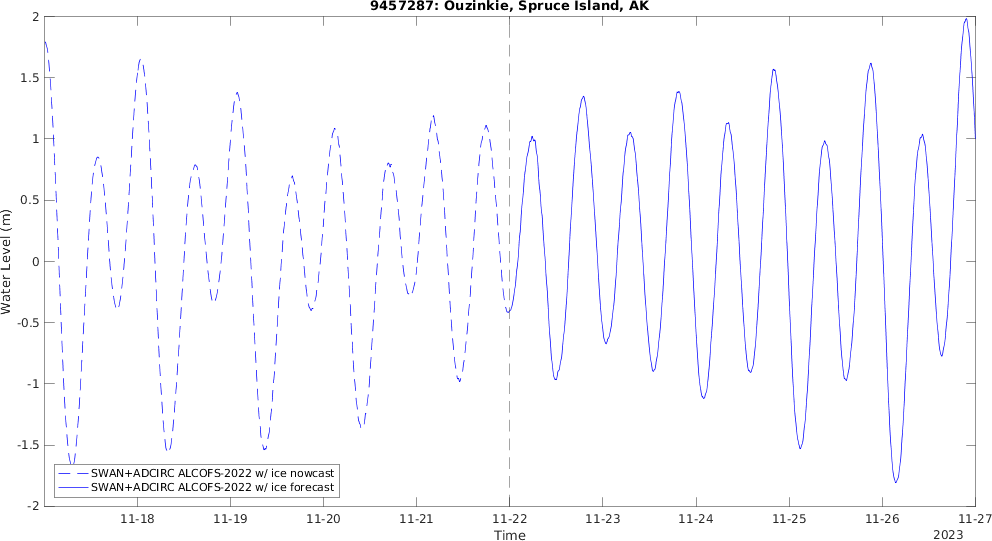 9457287: Ouzinkie, Spruce Island, AK
2
1.5
1
0.5
0
-0.5
-1
-1.5
-2
Water Level (m)
SWAN+ADCIRC ALCOFS-2022 w/ ice nowcast
SWAN+ADCIRC ALCOFS-2022 w/ ice forecast
11-18 11-19 11-20 11-21 11-22 11-23 11-24 11-25 11-26 11-27
Time
2023